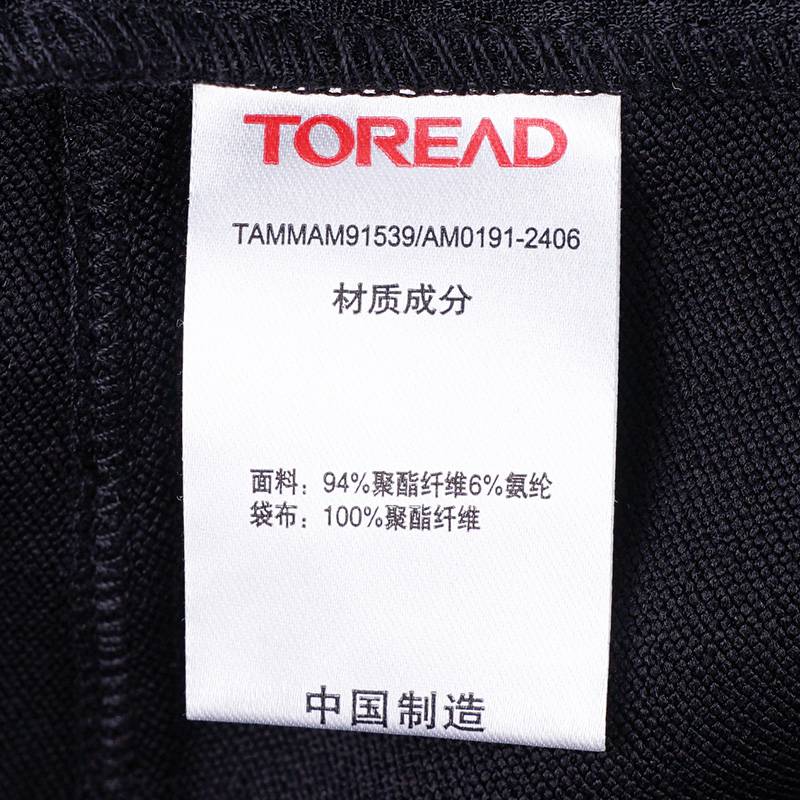 TOREAD
TAMMAM91539/AM0191-2406
材质成分
面料：94%聚酯纤维6%氨纶
袋布：100%聚酯纤维
中国制造